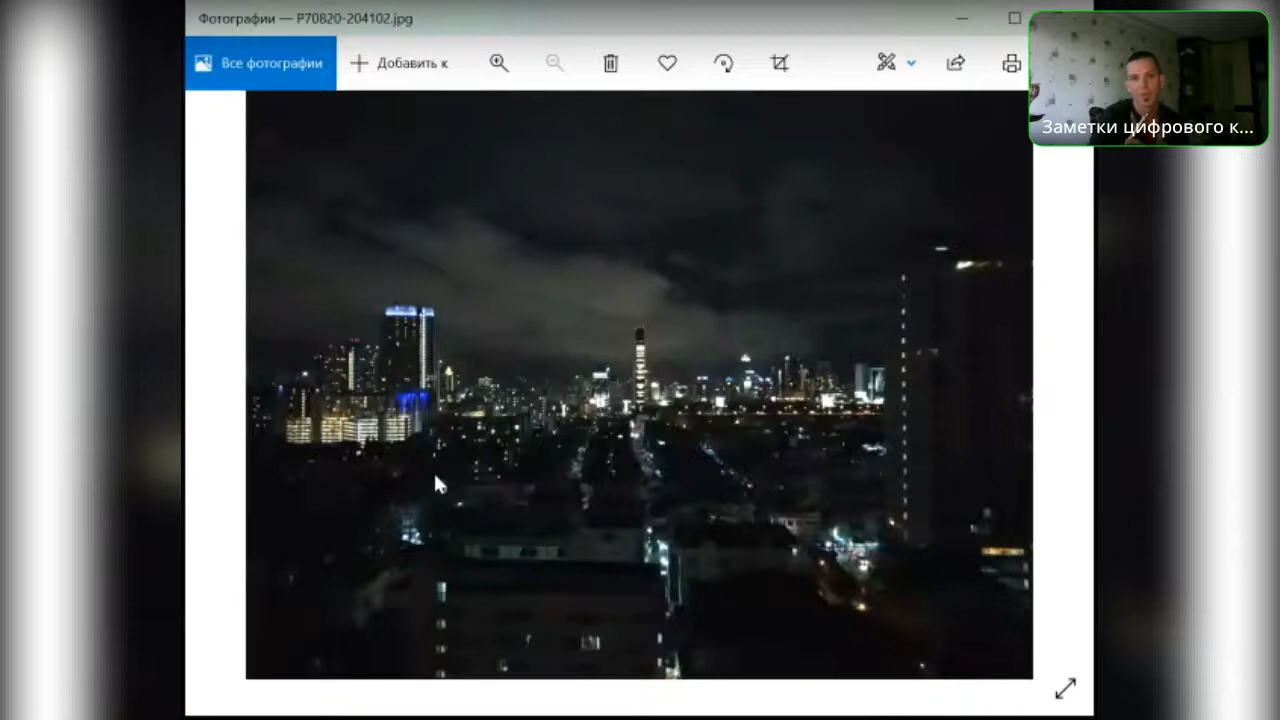 Фотографии — P70820-204102.jpg
Все фотографии
Добавить к
Заметки цифрового к...